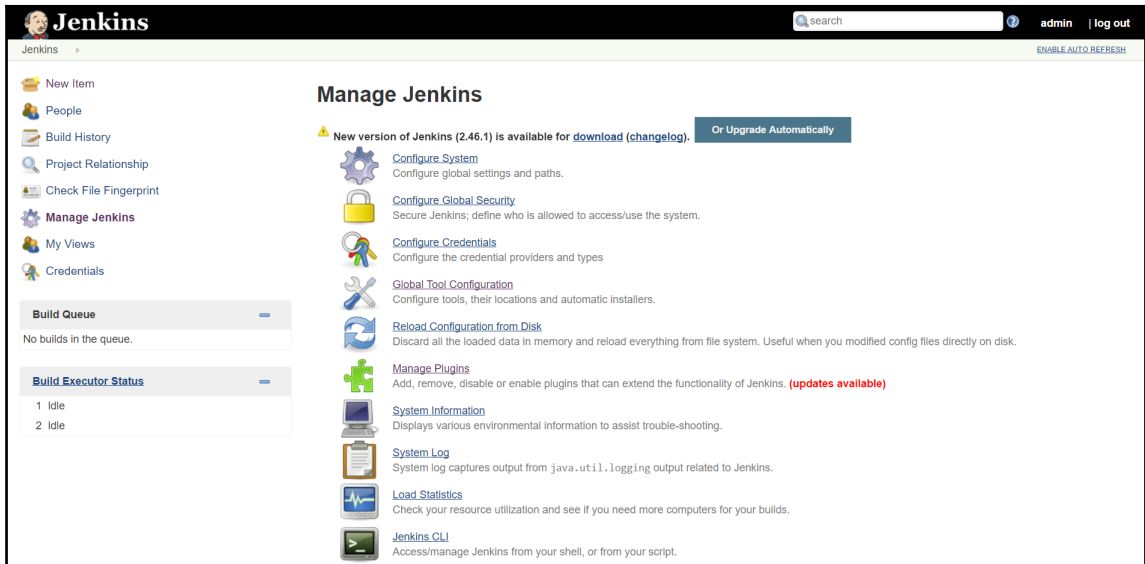 Jenkins
search
admin | log out
Jenkins
ENABLE AUTO REFRESH
New Item
People
Build History
Project Relationship
Check File Fingerprint
Manage Jenkins
My Views
Credentials
Build Queue
No builds in the queue.
Build Executor Status
1 Idle
2 Idle
Manage Jenkins
New version of Jenkins (2.46.1) is available for download (changelog). Or Upgrade Automatically
Configure System
Configure global settings and paths.
Configure Global Security
Secure Jenkins; define who is allowed to access/use the system.
Configure Credentials
Configure the credential providers and types
Global Tool Configuration
Configure tools, their locations and automatic installers.
Reload Configuration from Disk
Discard all the loaded data in memory and reload everything from file system. Useful when you modified config files directly on disk.
Manage Plugins
Add, remove, disable or enable plugins that can extend the functionality of Jenkins. (updates available)
System Information
Displays various environmental information to assist trouble-shooting.
System Log
System log captures output from java.util.logging output related to Jenkins.
Load Statistics
Check your resource utilization and see if you need more computers for your builds.
Jenkins CLI
Access/manage Jenkins from your shell, or from your script.